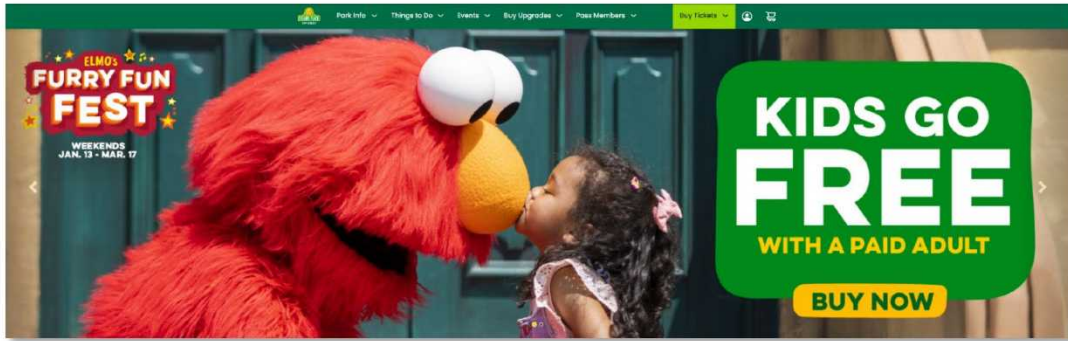 Park Info
Things to Do
Events
Buy Upgrades
Pass Members
Buy Tickets
ELMO's
FURRY FUN
FEST
WEEKENDS
JAN. 13 - MAR. 17
KIDS GO
FREE
WITH A PAID ADULT
BUY NOW